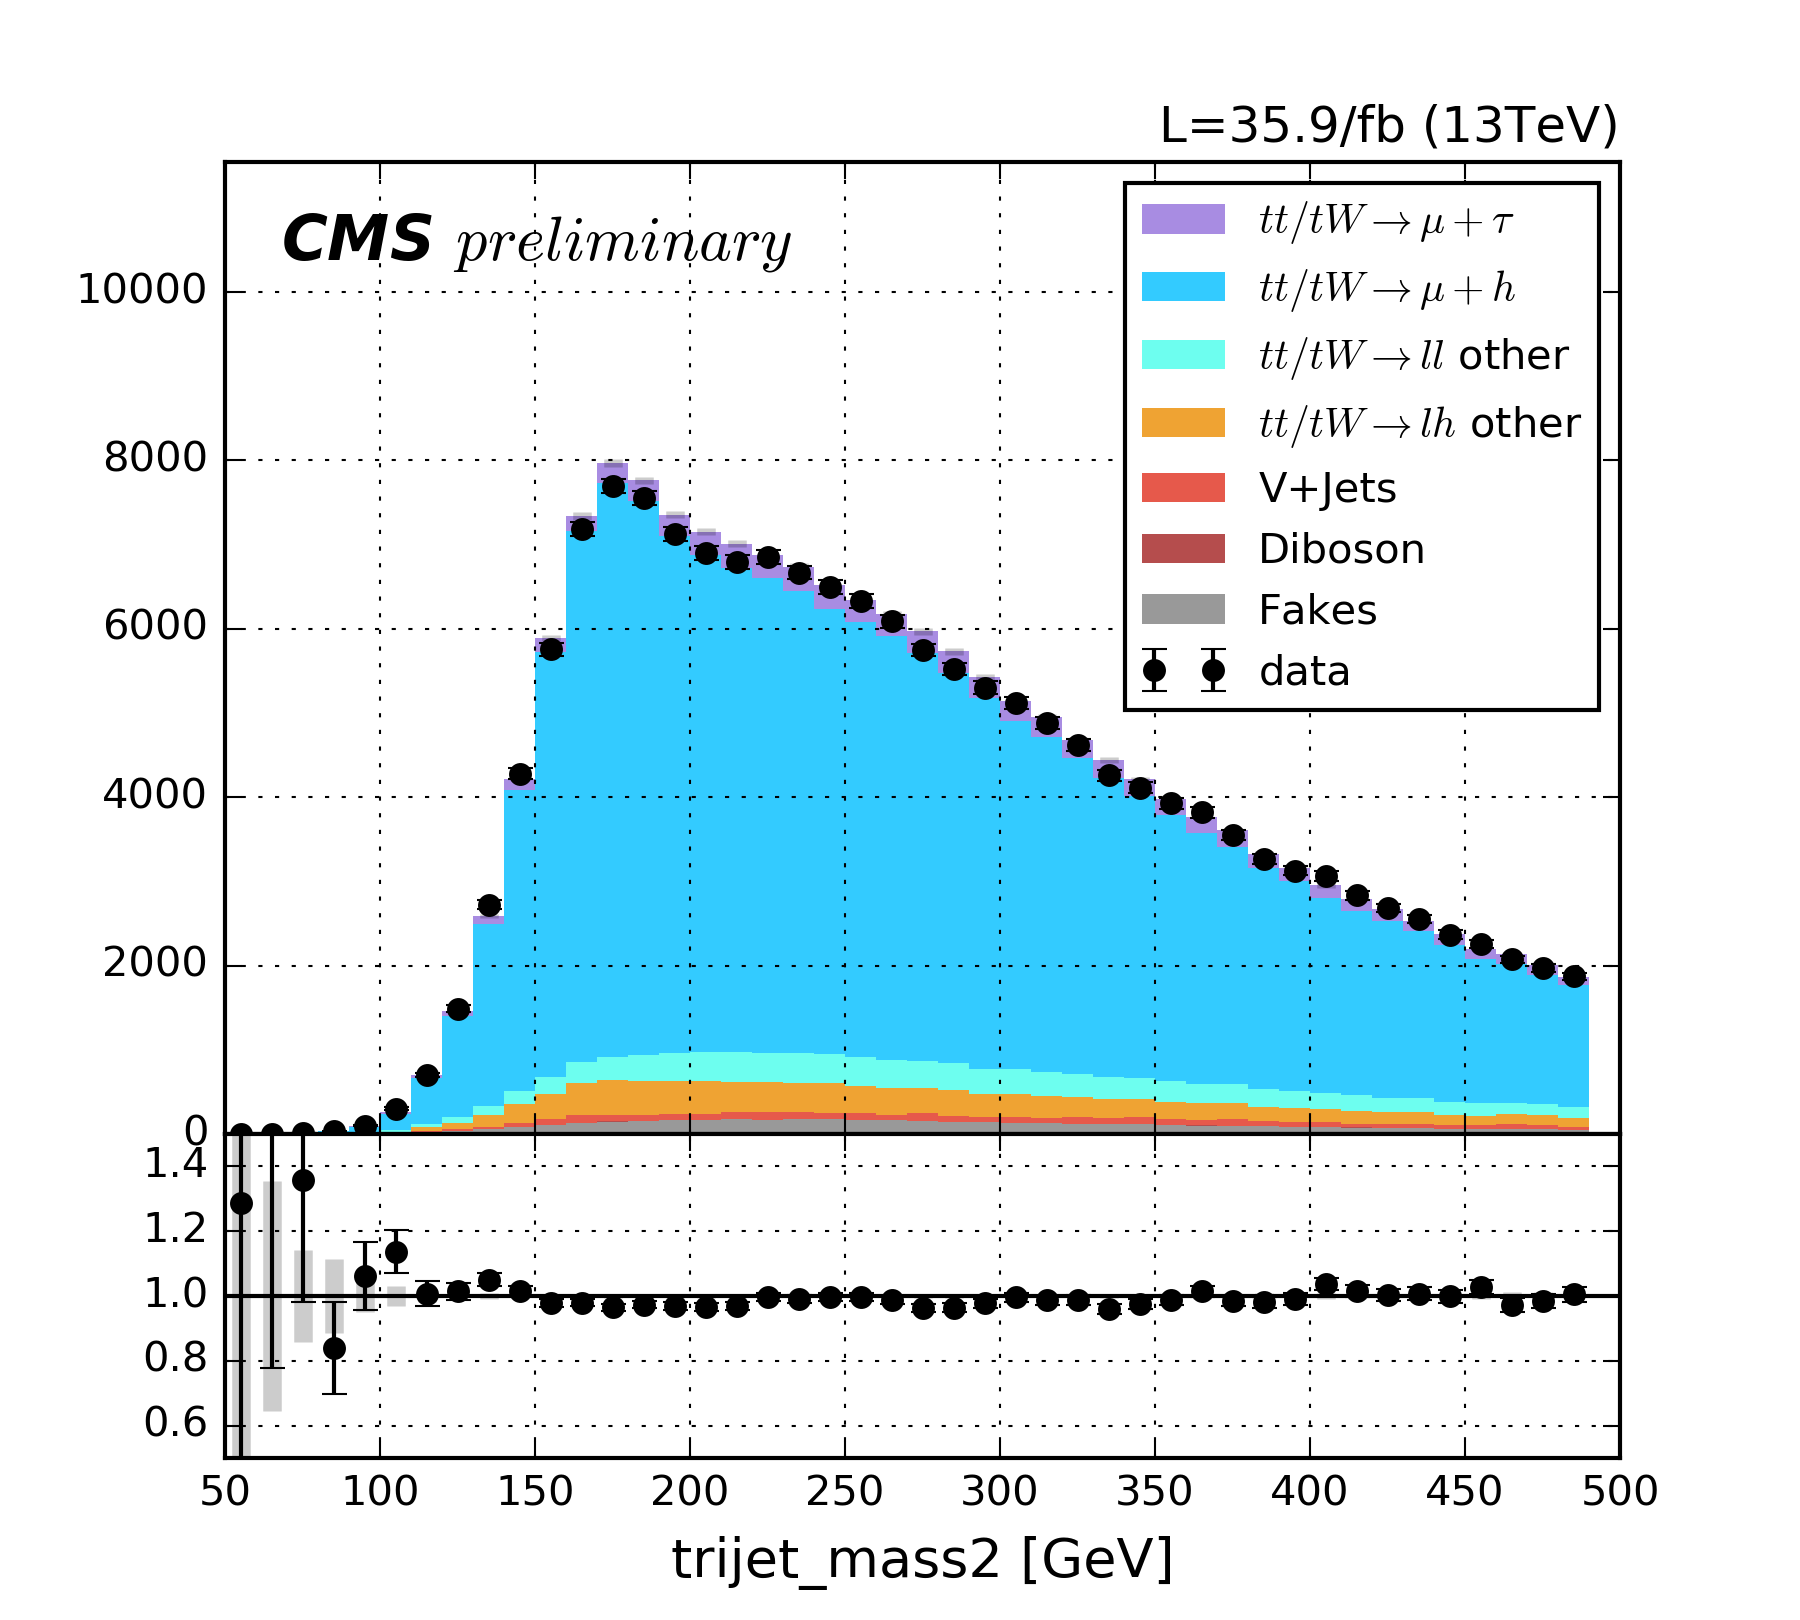 L=35.9/fb (13TeV)
CMS preliminary
tt/tW→μ+τ
tt/tW→μ+h
tt/tW→ll other
tt/tW→lh other
V+Jets
Diboson
Fakes
data
10000
8000
6000
4000
2000
0
1.4
1.2
1.0
0.8
0.6
50 100 150 200 250 300 350 400 450 500
trijet_mass2 [GeV]